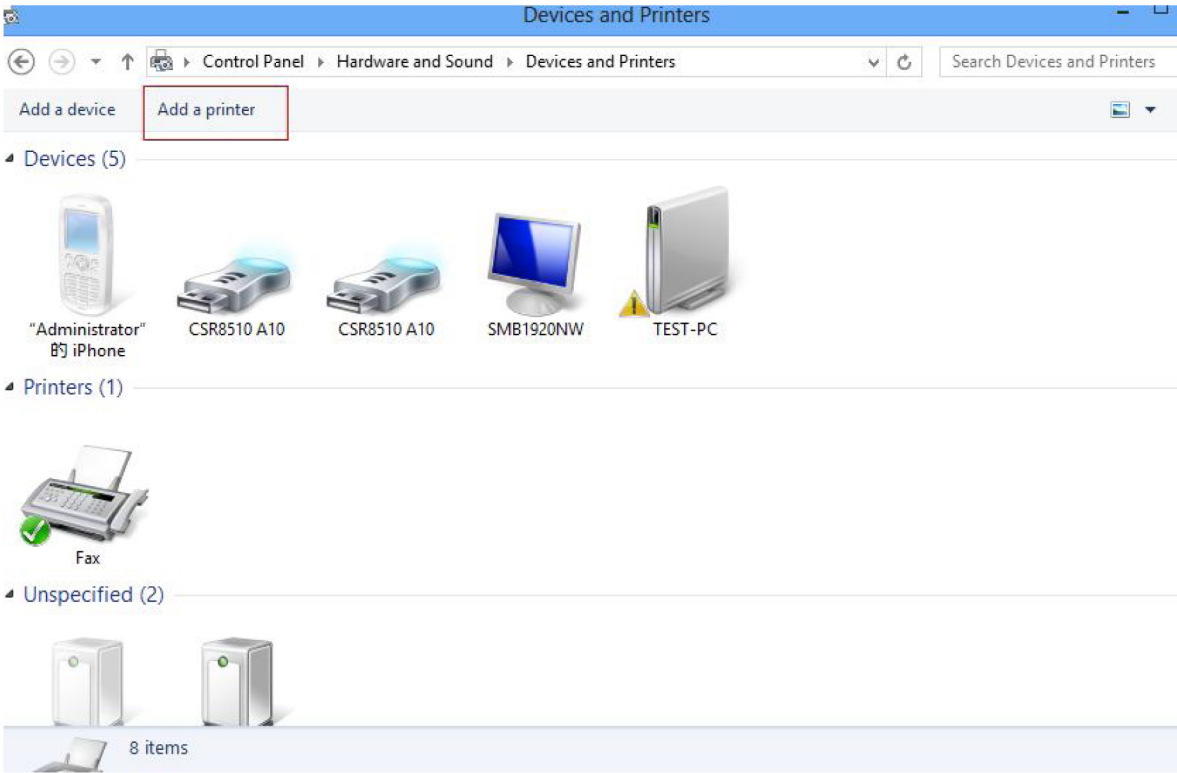 Devices and Printers
Control Panel Hardware and Sound Devices and Printers Search Devices and Printers
Add a device Add a printer
Devices (5)
"Administrator" CSR8510 A10 CSR8510 A10 SMB1920NW TEST-PC
的 iPhone
Printers (1)
Fax
Unspecified (2)
8 items